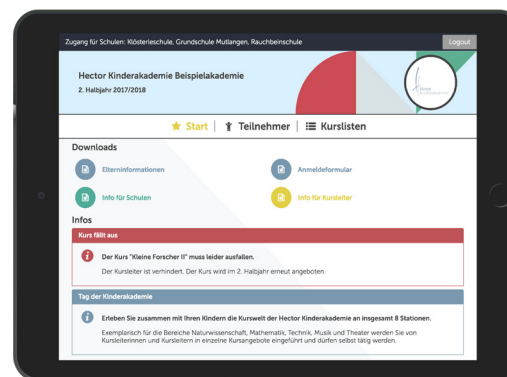 Zugang für Schulen: Klösterleschule, Grundschule Mutlangen, Rauchbeinschule
Logout
Hector Kinderakademie Beispielakademie
2. Halbjahr 2017/2018
Start
Teilnehmer
Kurslisten
Downloads
Elterninformationen
Anmeldeformular
Info für Schulen
Info für Kursleiter
Infos
Kurs fällt aus
Der Kurs "Kleine Forscher II" muss leider ausfallen.
Der Kursleiter ist verhindert. Der Kurs wird im 2. Halbjahr erneut angeboten.
Tag der Kinderakademie
Erleben Sie zusammen mit Ihren Kindern die Kurswelt der Hector Kinderakademie an insgesamt 8 Stationen.
Exemplarisch für die Bereiche Naturwissenschaft, Mathematik, Technik, Musik und Theater werden Sie von
Kursleiterinnen und Kursleitern in einzelne Kursangebote eingeführt und dürfen selbst tätig werden.